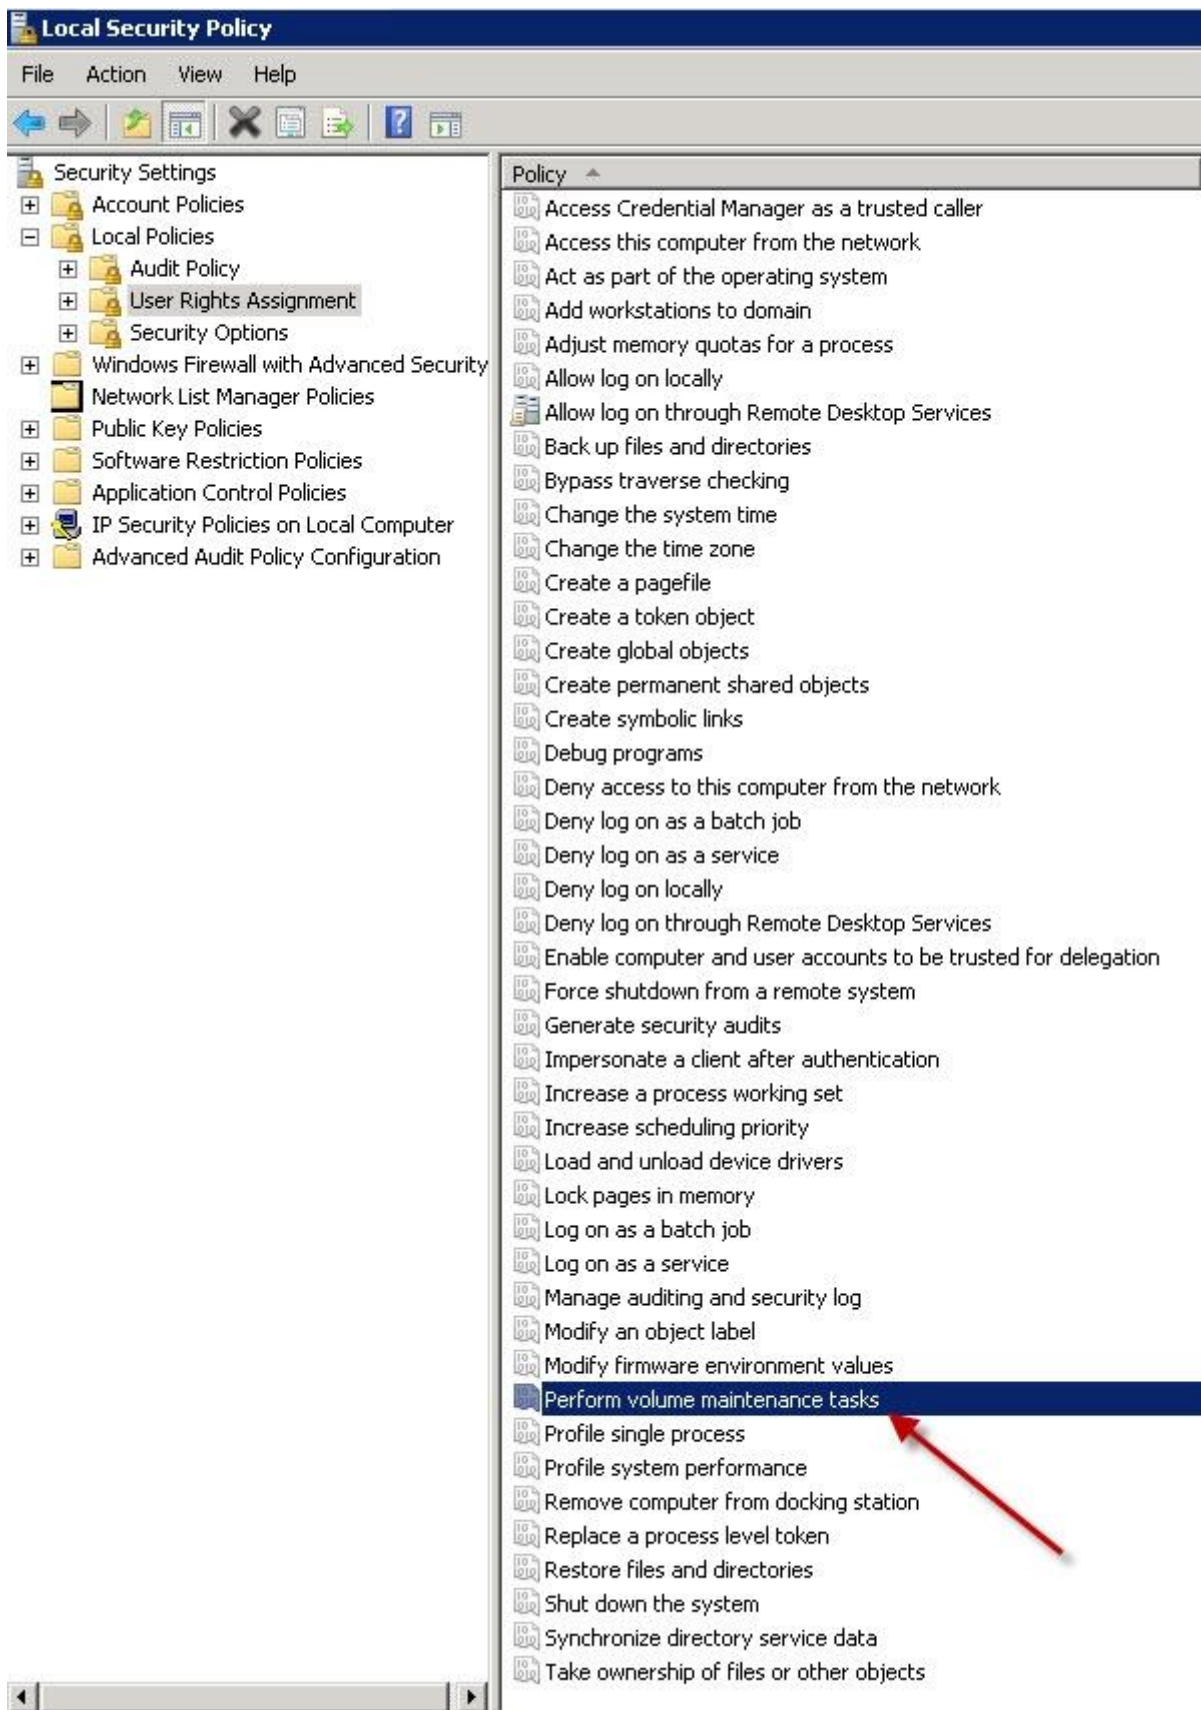 Local Security Policy
File Action View Help
Security Settings
Account Policies
Local Policies
Audit Policy
User Rights Assignment
Security Options
Windows Firewall with Advanced Security
Network List Manager Policies
Public Key Policies
Software Restriction Policies
Application Control Policies
IP Security Policies on Local Computer
Advanced Audit Policy Configuration
Policy
Access Credential Manager as a trusted caller
Access this computer from the network
Act as part of the operating system
Add workstations to domain
Adjust memory quotas for a process
Allow log on locally
Allow log on through Remote Desktop Services
Back up files and directories
Bypass traverse checking
Change the system time
Change the time zone
Create a pagefile
Create a token object
Create global objects
Create permanent shared objects
Create symbolic links
Debug programs
Deny access to this computer from the network
Deny log on as a batch job
Deny log on as a service
Deny log on locally
Deny log on through Remote Desktop Services
Enable computer and user accounts to be trusted for delegation
Force shutdown from a remote system
Generate security audits
Impersonate a client after authentication
Increase a process working set
Increase scheduling priority
Load and unload device drivers
Lock pages in memory
Log on as a batch job
Log on as a service
Manage auditing and security log
Modify an object label
Modify firmware environment values
Perform volume maintenance tasks
Profile single process
Profile system performance
Remove computer from docking station
Replace a process level token
Restore files and directories
Shut down the system
Synchronize directory service data
Take ownership of files or other objects